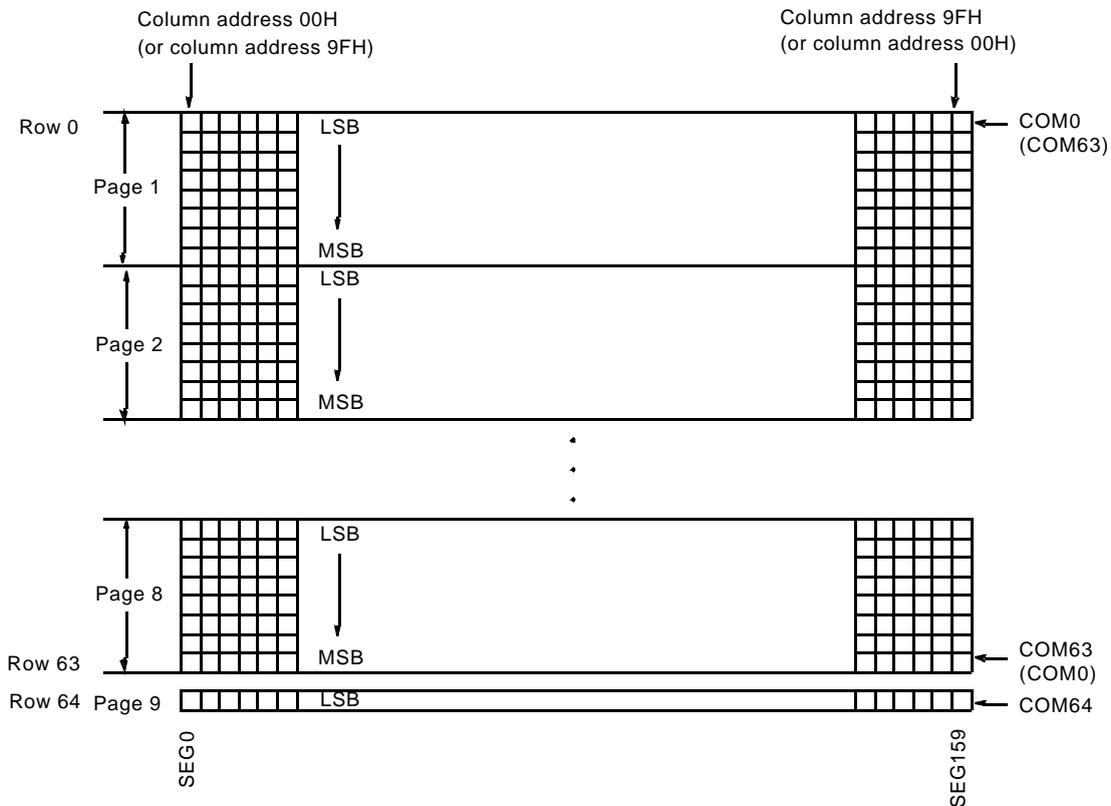 Column address 00H
(or column address 9FH)
Column address 9FH
(or column address 00H)
Row 0
LSB
COM0
(COM63)
Page 1
MSB
LSB
Page 2
MSB
LSB
Page 8
MSB
Row 63
COM63
(COM0)
Row 64 Page 9
LSB
COM64
SEG0
SEG159